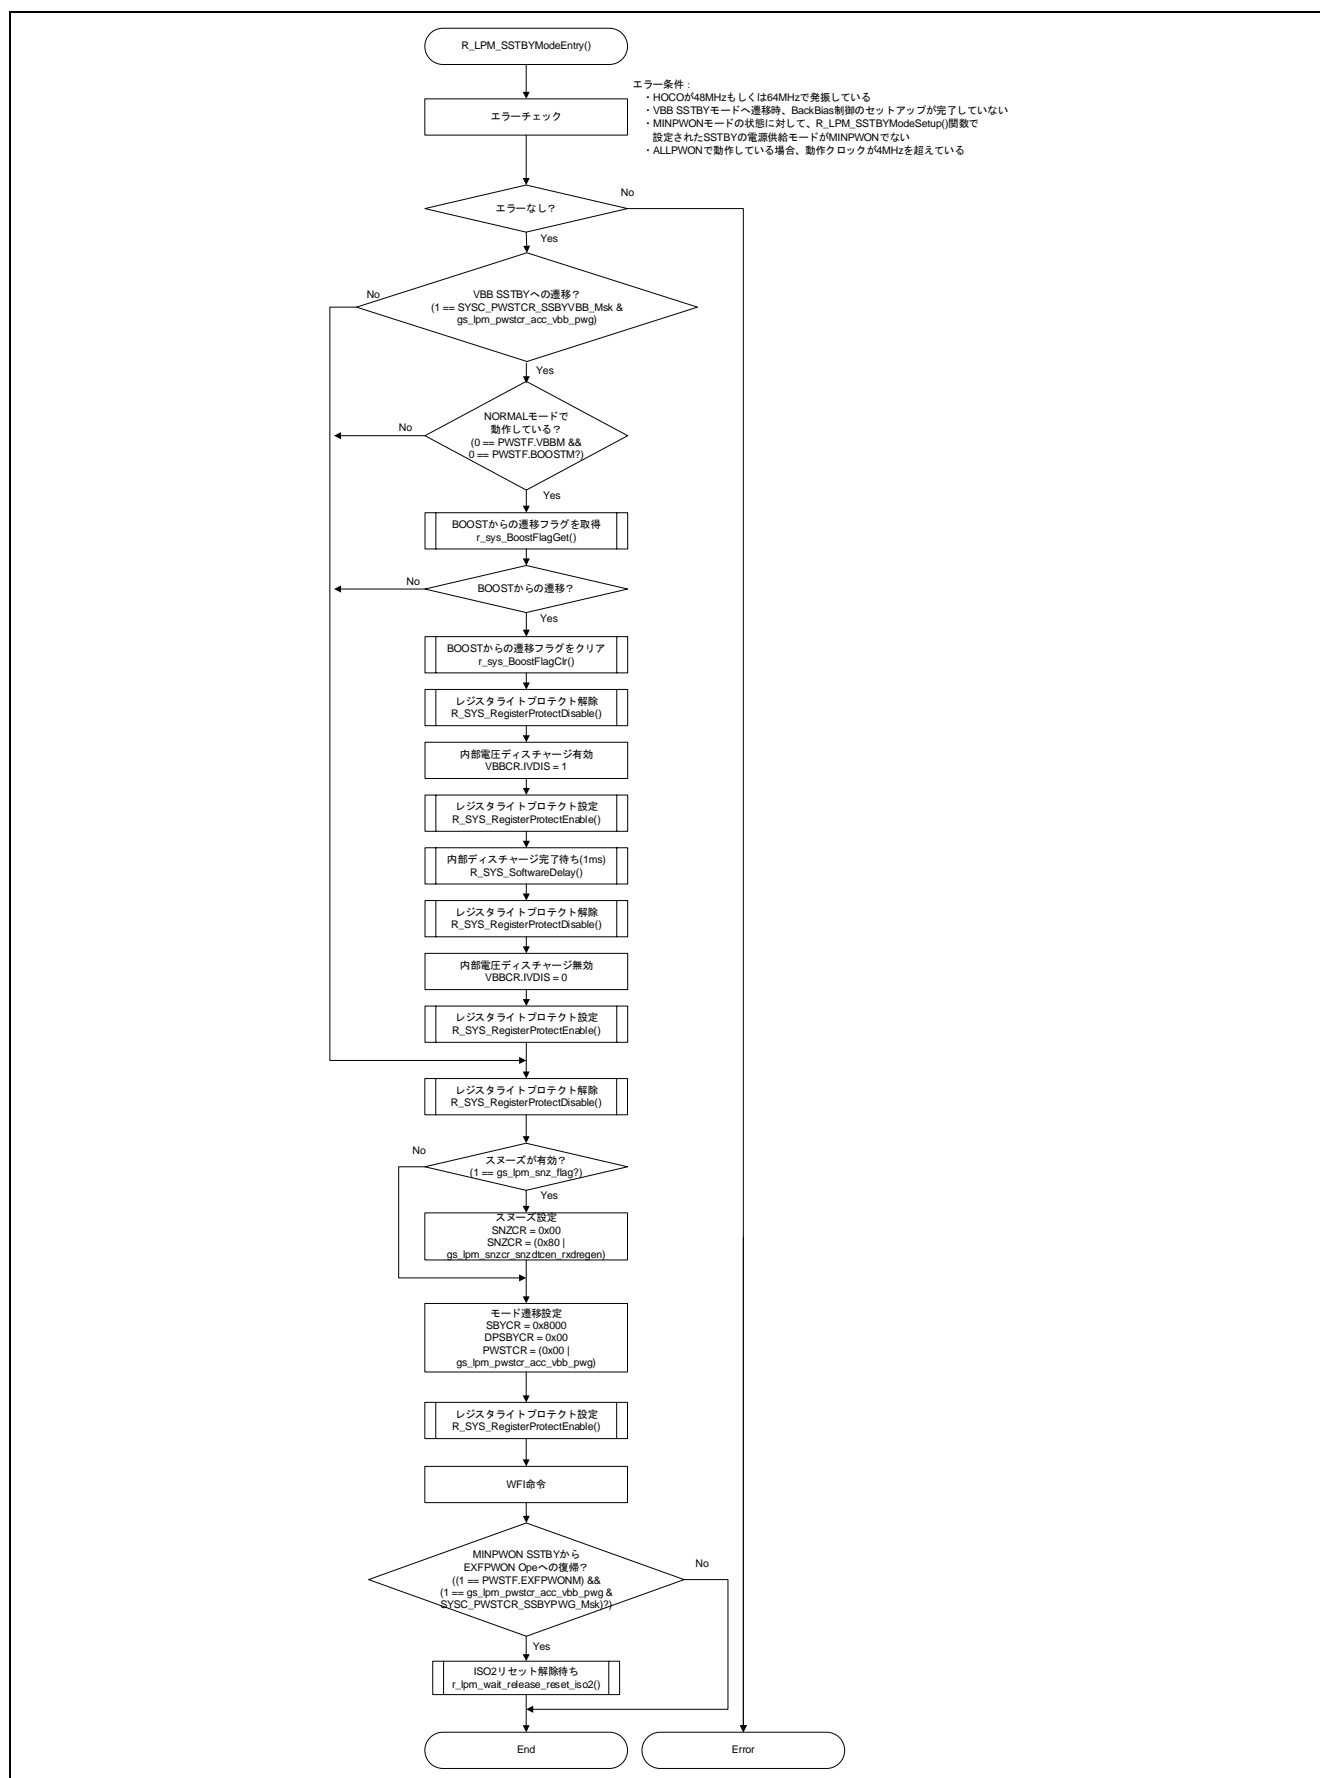 R_LPM_SSTBYModeEntry()
エラーチェック
エラー条件：
・HOCOが48MHzもしくは64MHzで発振している
・VBB SSTBYモードへ遷移時、BackBias制御のセットアップが完了していない
・MINPWONモードの状態に対して、R_LPM_SSTBYModeSetup()関数で
設定されたSSTBYの電源供給モードがMINPWONでない
・ALLPWONで動作している場合、動作クロックが4MHzを超えている
エラーなし？
No
Yes
VBB SSTBYへの遷移？
(1 == SYSC_PWSTCR_SSBYVBB_Msk &
gs_lpm_pwstcr_acc_vbb_pwg)
No
Yes
NORMALモードで
動作している？
(0 == PWSTF.VBBM &&
0 == PWSTF.BOOSTM?)
No
Yes
BOOSTからの遷移フラグを取得
r_sys_BoostFlagGet()
BOOSTからの遷移？
No
Yes
BOOSTからの遷移フラグをクリア
r_sys_BoostFlagClr()
レジスタライトプロテクト解除
R_SYS_RegisterProtectDisable()
内部電圧ディスチャージ有効
VBBCR.IVDIS = 1
レジスタライトプロテクト設定
R_SYS_RegisterProtectEnable()
内部ディスチャージ完了待ち(1ms)
R_SYS_SoftwareDelay()
レジスタライトプロテクト解除
R_SYS_RegisterProtectDisable()
内部電圧ディスチャージ無効
VBBCR.IVDIS = 0
レジスタライトプロテクト設定
R_SYS_RegisterProtectEnable()
レジスタライトプロテクト解除
R_SYS_RegisterProtectDisable()
No
スヌーズが有効？
(1 == gs_lpm_snz_flag?)
Yes
スヌーズ設定
SNZCR = 0x00
SNZCR = (0x80 |
gs_lpm_snzcr_snzdtcen_rxdregen)
モード遷移設定
SBYCR = 0x8000
DPSBYCR = 0x00
PWSTCR = (0x00 |
gs_lpm_pwstcr_acc_vbb_pwg)
レジスタライトプロテクト設定
R_SYS_RegisterProtectEnable()
WFI命令
MINPWON SSTBYから
EXFPWON Opeへの復帰？
((1 == PWSTF.EXFPWONM) &&
(1 == gs_lpm_pwstcr_acc_vbb_pwg &
SYSC_PWSTCR_SSBYPWG_Msk)?)
No
Yes
ISO2リセット解除待ち
r_lpm_wait_release_reset_iso2()
End
Error